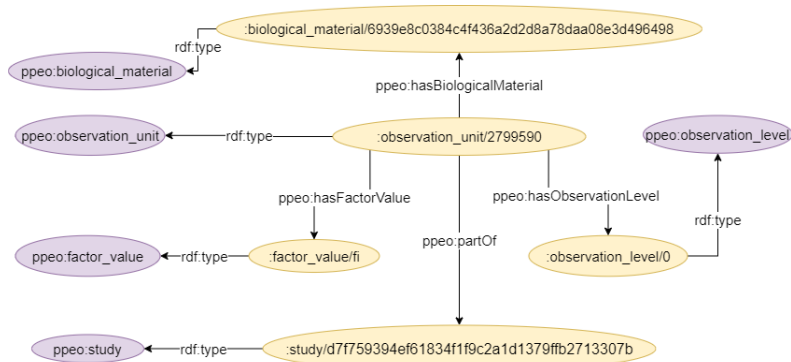 :biological_material/6939e8c0384c4f436a2d2d8a78daa08e3d496498
rdf:type
ppeo:biological_material
ppeo:hasBiologicalMaterial
ppeo:observation_unit
rdf:type
:observation_unit/2799590
ppeo:observation_level
ppeo:hasFactorValue
ppeo:hasObservationLevel
rdf:type
ppeo:partOf
ppeo:factor_value
rdf:type
:factor_value/fi
:observation_level/0
ppeo:study
rdf:type
:study/d7f759394ef61834f1f9c2a1d1379ffb2713307b